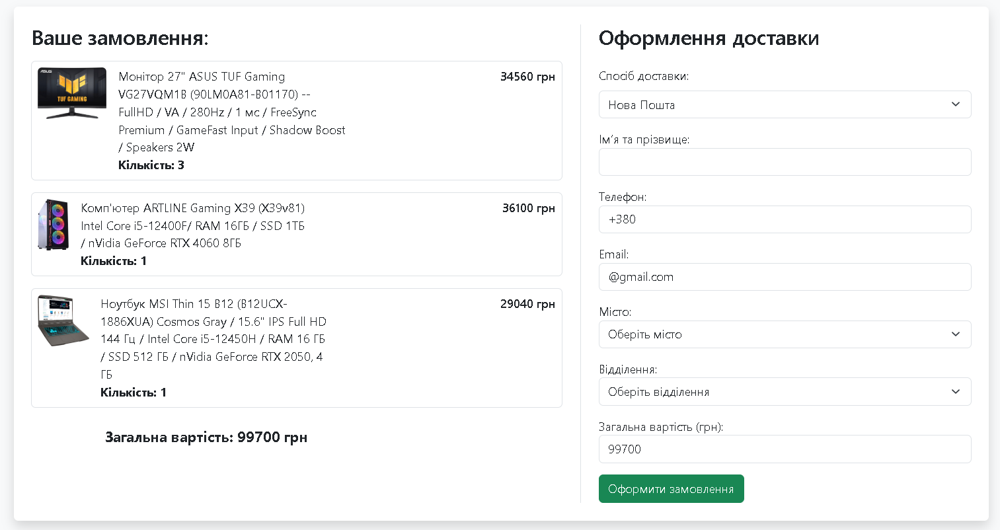 Ваше замовлення:
ASUS
TUF GAMING
Монітор 27" ASUS TUF Gaming
34560 грн
VG27VQM1B (90LM0A81-B01170) --
FullHD / VA / 280Hz / 1 мс / FreeSync
Premium / GameFast Input / Shadow Boost
/ Speakers 2W
Кількість: 3
Комп'ютер ARTLINE Gaming X39 (X39v81)
36100 грн
Intel Core i5-12400F/ RAM 16ГБ / SSD 1ТБ
/ nVidia GeForce RTX 4060 8ГБ
Кількість: 1
Ноутбук MSI Thin 15 B12 (B12UCX-
29040 грн
1886XUA) Cosmos Gray / 15.6" IPS Full HD
144 Гц / Intel Core i5-12450H / RAM 16 ГБ
/ SSD 512 ГБ / nVidia GeForce RTX 2050, 4
ГБ
Кількість: 1
Загальна вартість: 99700 грн
Оформлення доставки
Спосіб доставки:
Нова Пошта
Ім’я та прізвище:
Телефон:
+380
Email:
@gmail.com
Місто:
Оберіть місто
Відділення:
Оберіть відділення
Загальна вартість (грн):
99700
Оформити замовлення